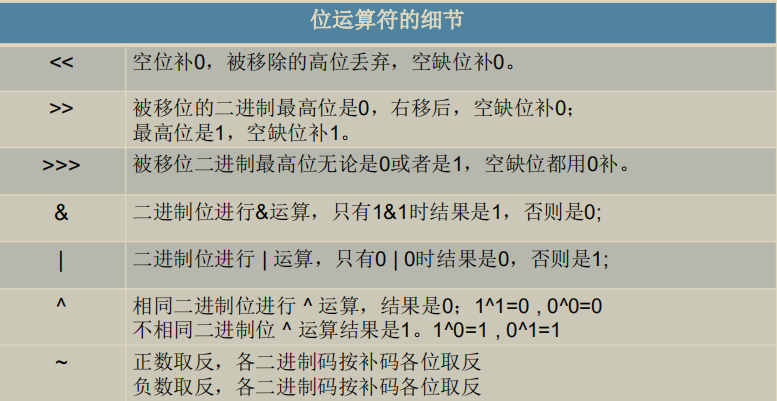 位运算符的细节
<< 空位补0，被移除的高位丢弃，空缺位补0。
>> 被移位的二进制最高位是0，右移后，空缺位补0；
最高位是1，空缺位补1。
>>> 被移位二进制最高位无论是0或者是1，空缺位都用0补。
& 二进制位进行&运算，只有1&1时结果是1，否则是0;
| 二进制位进行 | 运算，只有0 | 0时结果是0，否则是1;
^ 相同二进制位进行 ^ 运算，结果是0；1^1=0 , 0^0=0
不相同二进制位 ^ 运算结果是1。1^0=1 , 0^1=1
~ 正数取反，各二进制码按补码各位取反
负数取反，各二进制码按补码各位取反